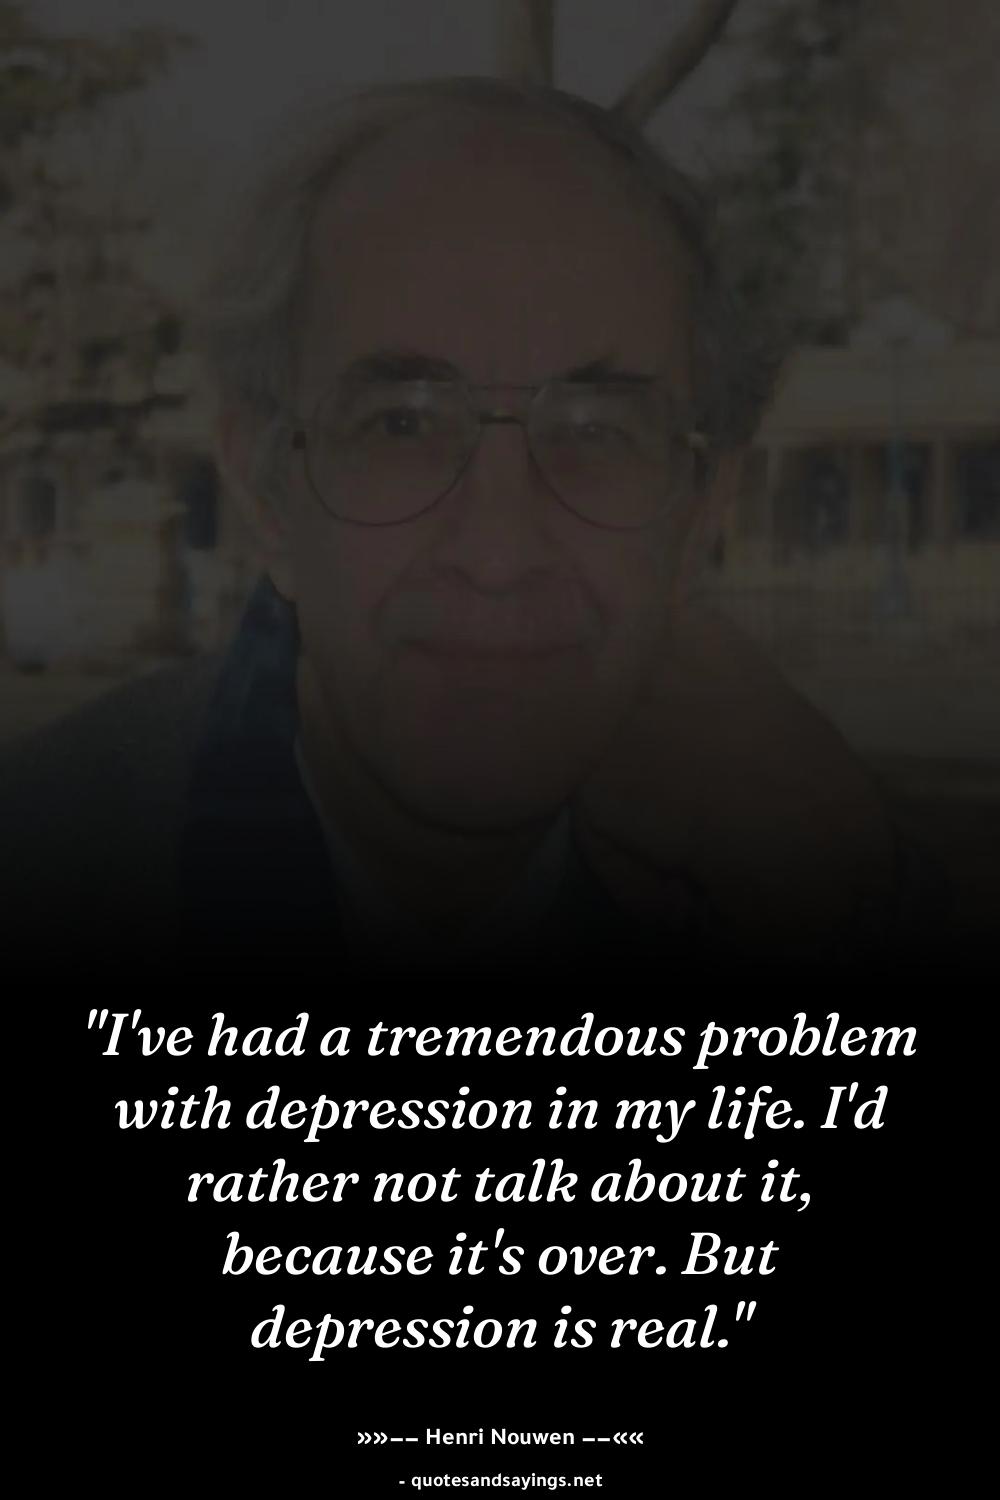 "I've had a tremendous problem
with depression in my life. I'd
rather not talk about it,
because it's over. But
depression is real."
»»−− Henri Nouwen −−««
- quotesandsayings.net